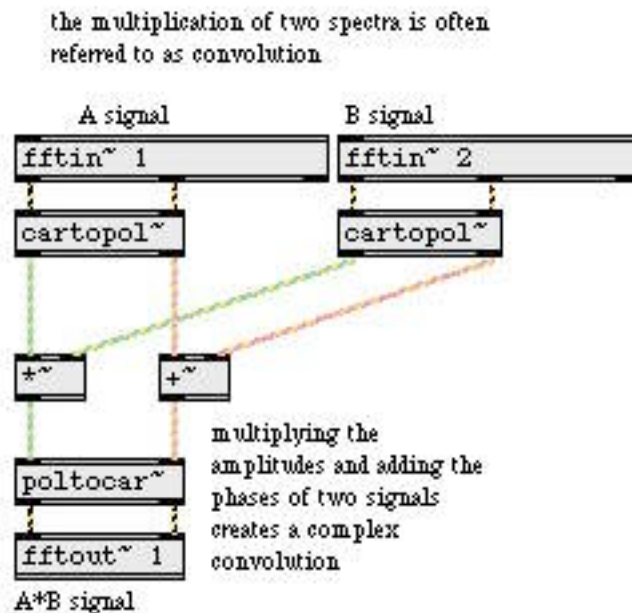 the multiplication of two spectra is often
referred to as convolution
A signal
B signal
fftin~ 1
fftin~ 2
cartopol~
cartopol~
*~
+~
multiplying the
amplitudes and adding the
phases of two signals
creates a complex
convolution
poltocar~
fftout~ 1
A*B signal